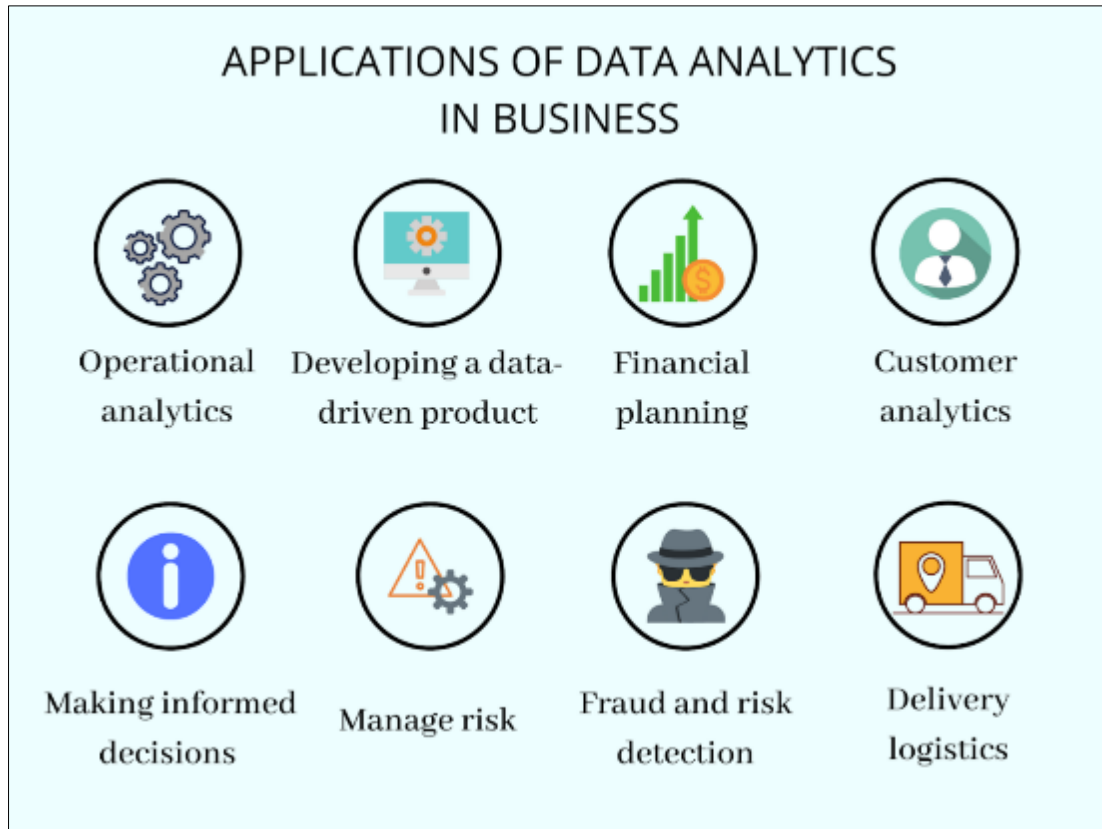 APPLICATIONS OF DATA ANALYTICS
IN BUSINESS
Operational
analytics
Developing a data-
driven product
Financial
planning
Customer
analytics
Making informed
decisions
Manage risk
Fraud and risk
detection
Delivery
logistics